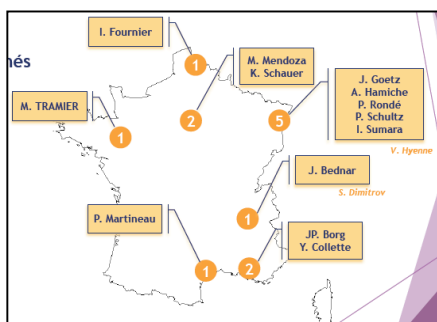 I. Fournier
nés
1
M. Mendoza
K. Schauer
J. Goetz
A. Hamiche
P. Rondé
P. Schultz
I. Sumara
M. TRAMIER
2
5
1
V. Hyenne
J. Bednar
S. Dimitrov
P. Martineau
1
JP. Borg
Y. Collette
1
2